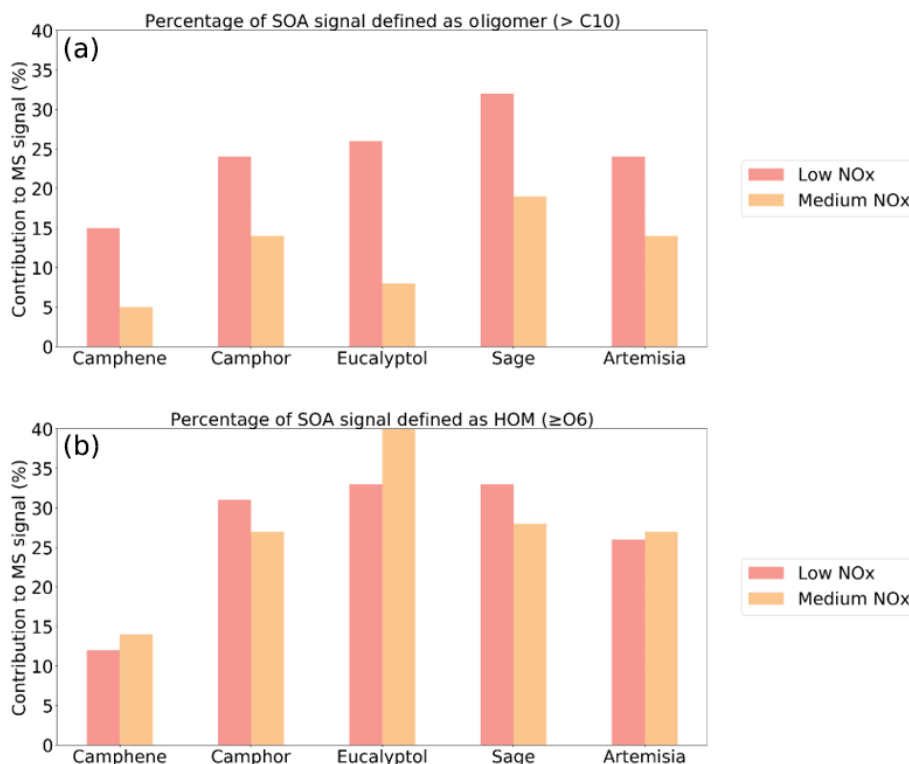 Percentage of SOA signal defined as oligomer (> C10)
(a)
Contribution to MS signal (%)
40
35
30
25
20
15
10
5
0
Camphene Camphor Eucalyptol Sage Artemisia
Low NOx
Medium NOx
Percentage of SOA signal defined as HOM (≥O6)
(b)
Contribution to MS signal (%)
40
35
30
25
20
15
10
5
0
Camphene Camphor Eucalyptol Sage Artemisia
Low NOx
Medium NOx